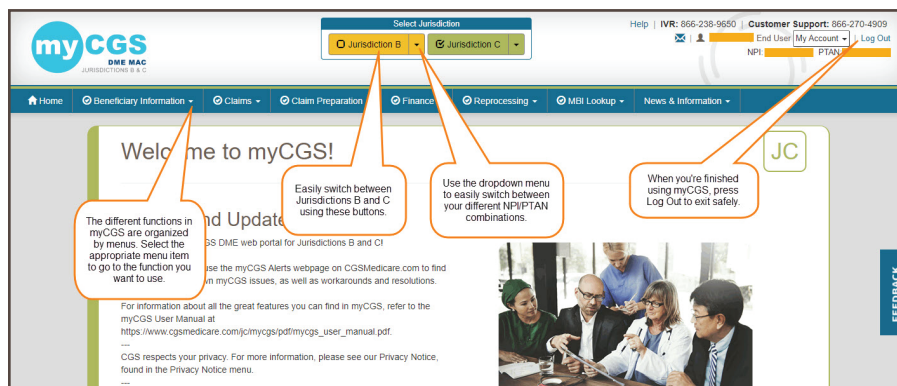 Select Jurisdiction
Jurisdiction B
Jurisdiction C
Help | IVR: 866-238-9650 | Customer Support: 866-270-4909
End User My Account | Log Out
NPI: PTAN
myCGS
DME MAC
JURISDICTIONS B & C
Home Beneficiary Information Claims Claim Preparation Finance Reprocessing MBI Lookup News & Information
Welcome to myCGS!
JC
Easily switch between
Jurisdictions B and C
using these buttons.
Use the dropdown menu
to easily switch between
your different NPI/PTAN
combinations.
When you're finished
using myCGS, press
Log Out to exit safely.
The different functions in
myCGS are organized
by menus. Select the
appropriate menu item
to go to the function you
want to use.
nd Update
GS DME web portal for Jurisdictions B and C!
use the myCGS Alerts webpage on CGSMedicare.com to find
wn myCGS issues, as well as workarounds and resolutions.
For information about all the great features you can find in myCGS, refer to the
myCGS User Manual at
https://www.cgsmedicare.com/jc/mycgs/pdf/mycgs_user_manual.pdf.
---
CGS respects your privacy. For more information, please see our Privacy Notice,
found in the Privacy Notice menu.
---
FEEDBACK